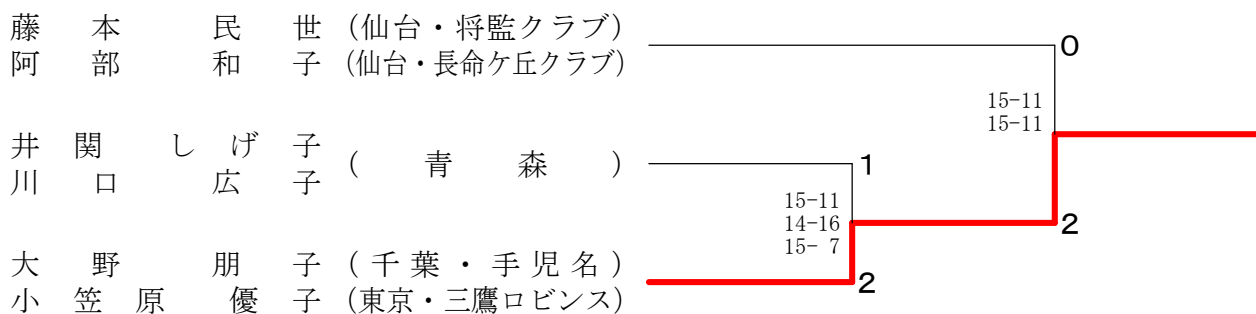 藤本民世 (仙台・将監クラブ)
阿部和子 (仙台・長命ケ丘クラブ)
0
15-11
15-11
井関しげ子
川口広子
(青森)
1
15-11
14-16
15- 7
2
大野朋子 (千葉・手児名)
小笠原優子 (東京・三鷹ロビンス)
2